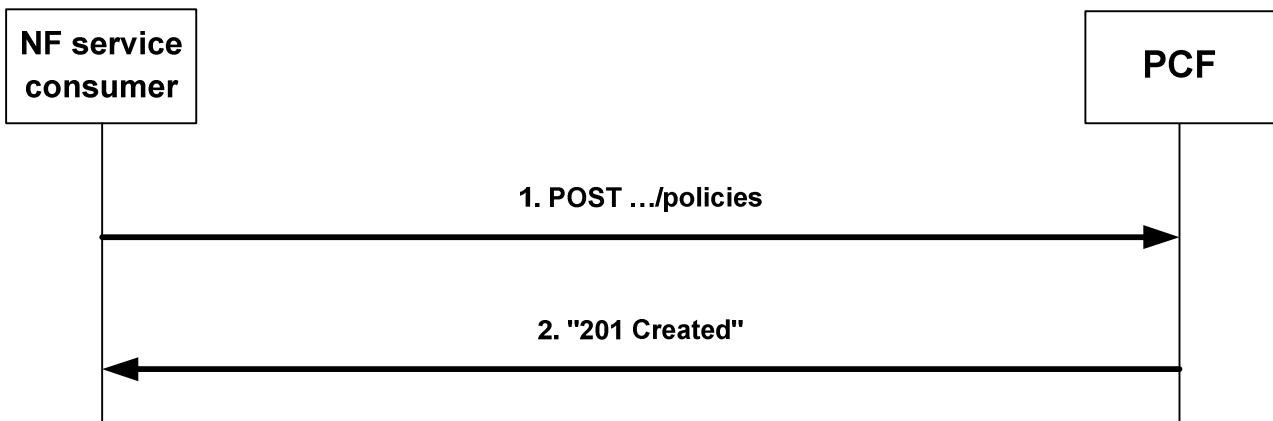 NF service
consumer
PCF
1. POST …/policies
2. "201 Created"